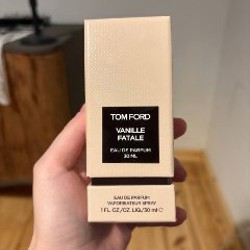 TOM FORD
VANILLE
FATALE
EAU DE PARFUM
30 ML
EAU DE PARFUM
VAPORISATEUR SPRAY
1 FL. OZ./OZ. LIQ./30 ml ℮